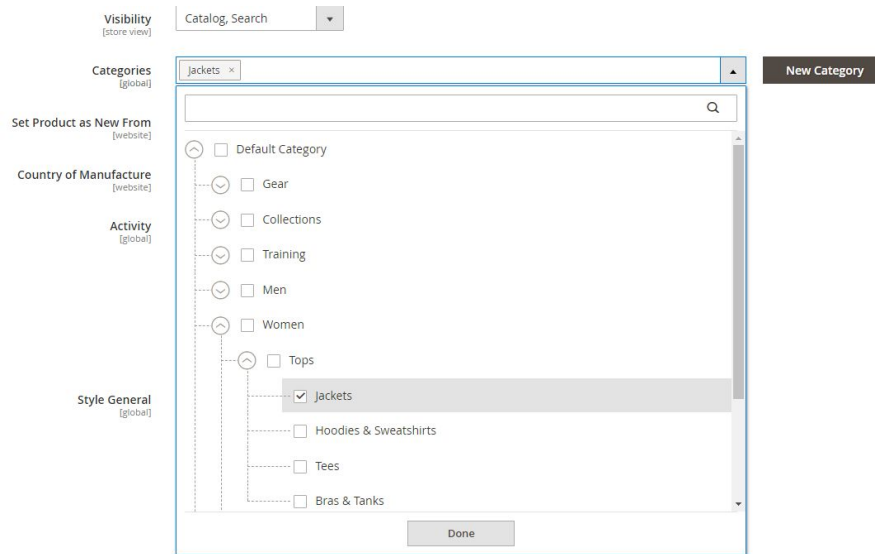 Visibility
[store view]
Catalog, Search
Categories
[global]
Jackets ×
New Category
Set Product as New From
[website]
Country of Manufacture
[website]
Activity
[global]
Style General
[global]
Default Category
Gear
Collections
Training
Men
Women
Tops
Jackets
Hoodies & Sweatshirts
Tees
Bras & Tanks
Done